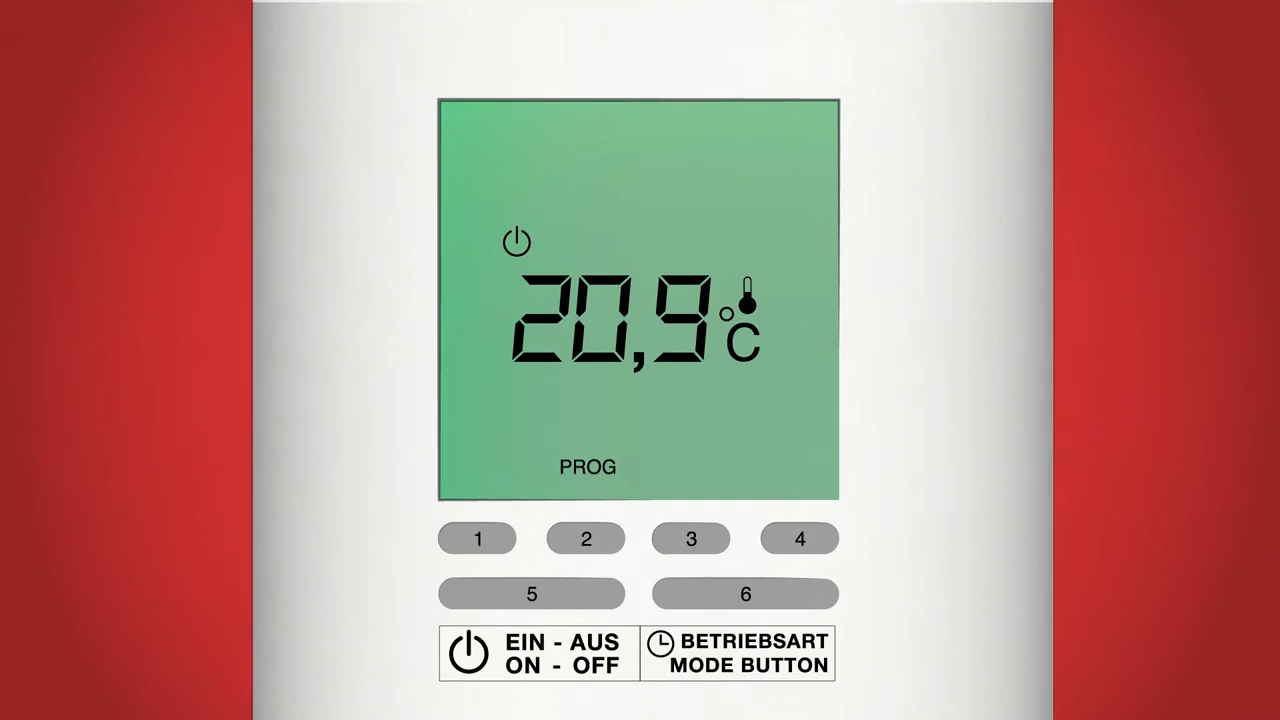 20,9 °C
PROG
1 2 3 4
5 6
EIN - AUS
ON - OFF
BETRIEBSART
MODE BUTTON